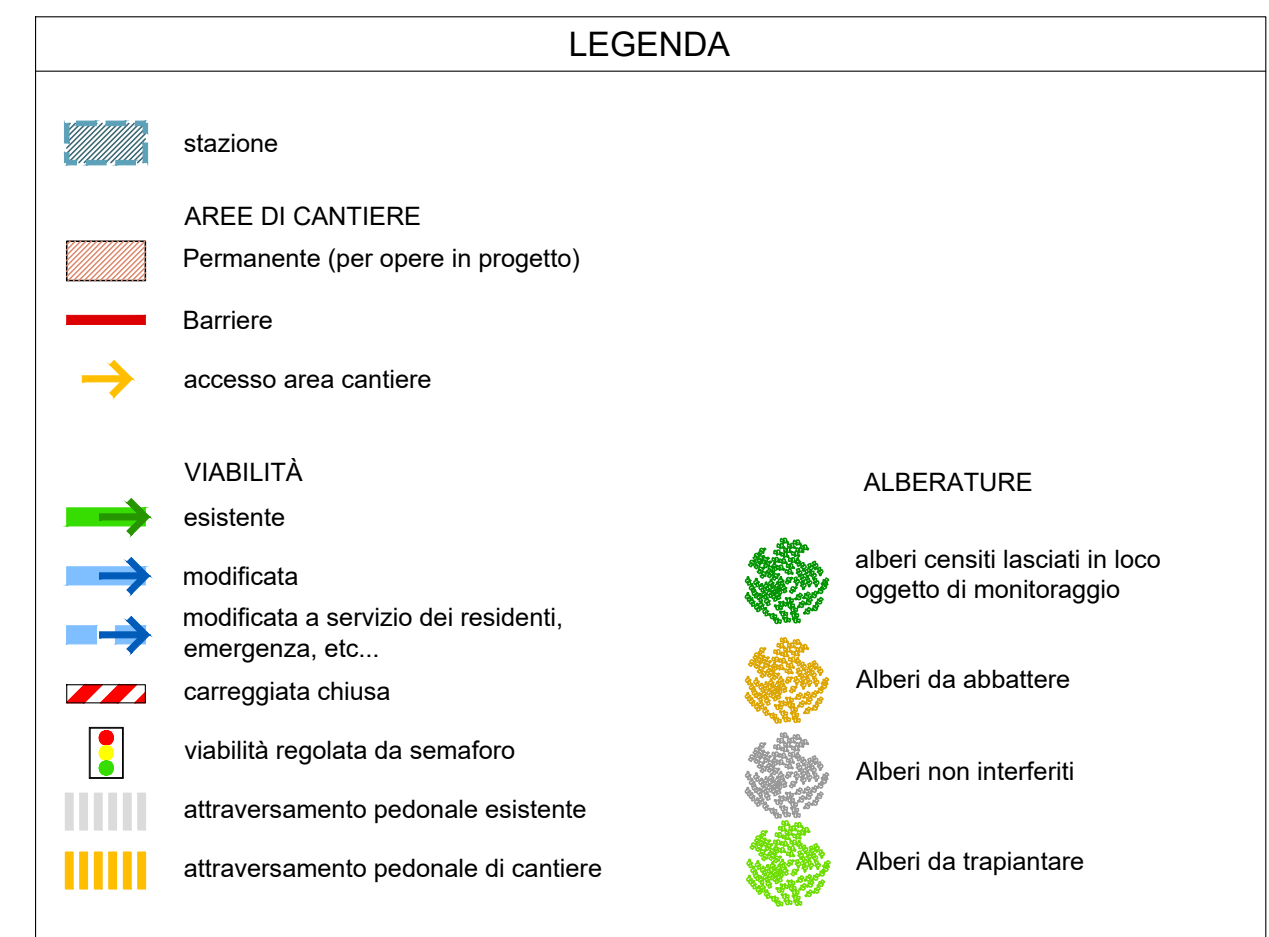 LEGENDA
stazione
AREE DI CANTIERE
Permanente (per opere in progetto)
Barriere
accesso area cantiere
VIABILITÀ
esistente
modificata
modificata a servizio dei residenti,
emergenza, etc...
carreggiata chiusa
viabilità regolata da semaforo
attraversamento pedonale esistente
attraversamento pedonale di cantiere
ALBERATURE
alberi censiti lasciati in loco
oggetto di monitoraggio
Alberi da abbattere
Alberi non interferiti
Alberi da trapiantare